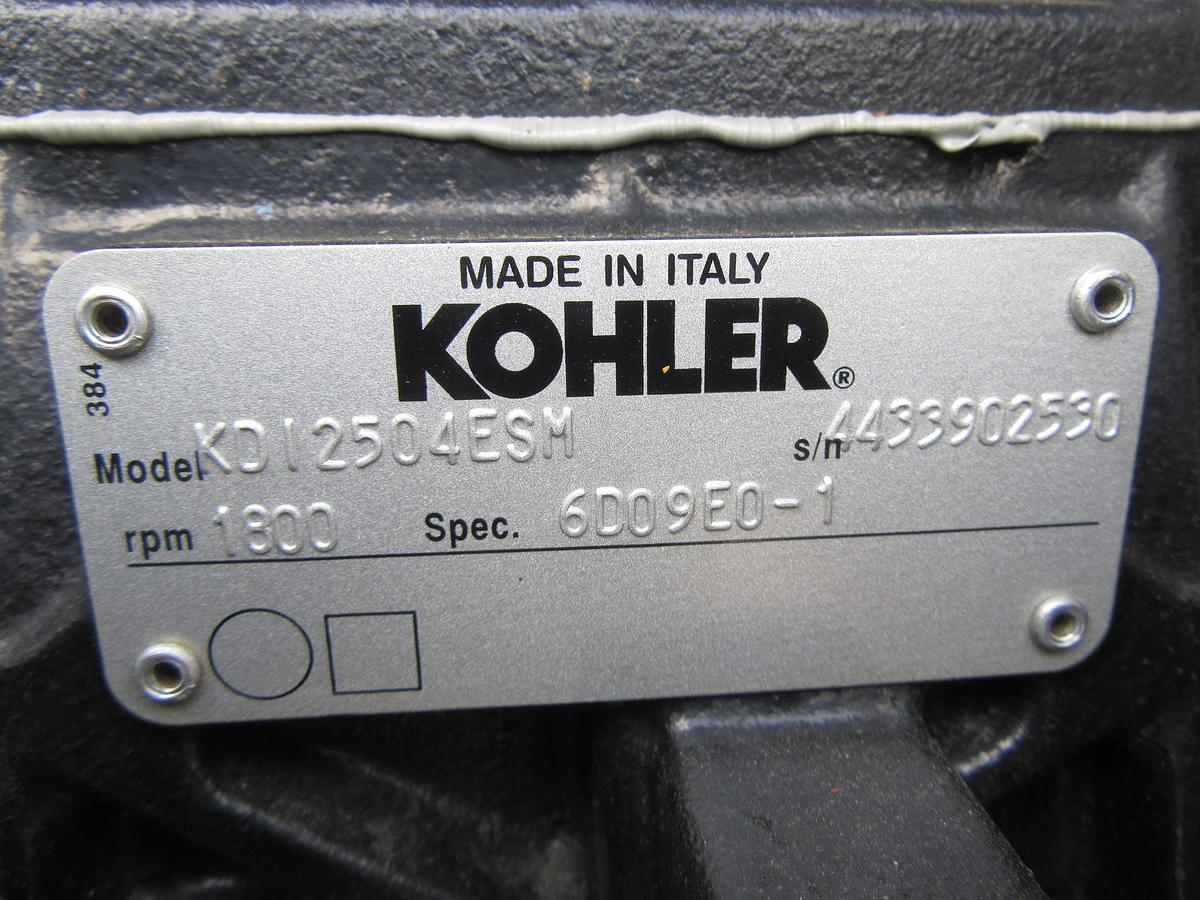 MADE IN ITALY
KOHLER®
384
Model KDI2504ESM s/n 4433902530
rpm 1800 Spec. 6D09E0-1